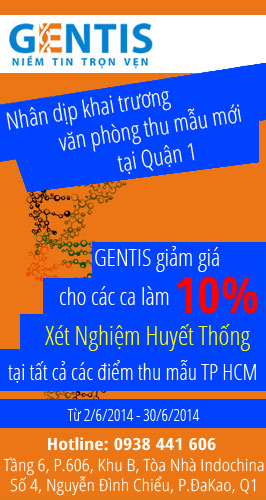 GENTIS
NIỀM TIN TRỌN VẸN
Nhân dịp khai trương
văn phòng thu mẫu mới
tại Quận 1
GENTIS giảm giá
cho các ca làm 10%
Xét Nghiệm Huyết Thống
tại tất cả các điểm thu mẫu TP HCM
Từ 2/6/2014 - 30/6/2014
Hotline: 0938 441 606
Tầng 6, P.606, Khu B, Tòa Nhà Indochina
Số 4, Nguyễn Đình Chiểu, P.ĐaKao, Q1